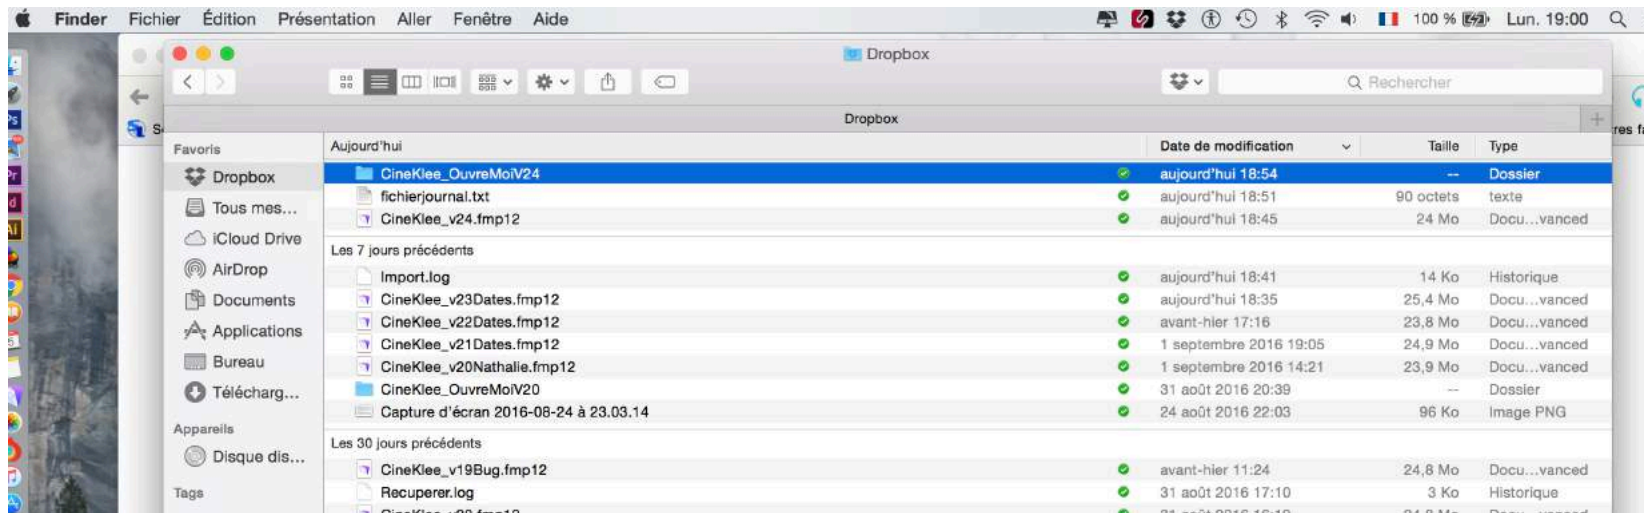 Finder Fichier Édition Présentation Aller Fenêtre Aide 100 % Lun. 19:00
Dropbox
Rechercher
Dropbox
Favoris
Dropbox
Tous mes...
iCloud Drive
AirDrop
Documents
Applications
Bureau
Télécharg...
Appareils
Disque dis...
Tags
Aujourd'hui Date de modification Taille Type
CineKlee_OuvreMoiV24 aujourd'hui 18:54 -- Dossier
fichierjournal.txt aujourd'hui 18:51 90 octets texte
CineKlee_v24.fmp12 aujourd'hui 18:45 24 Mo Docu...vanced
Les 7 jours précédents
Import.log aujourd'hui 18:41 14 Ko Historique
CineKlee_v23Dates.fmp12 aujourd'hui 18:35 25,4 Mo Docu...vanced
CineKlee_v22Dates.fmp12 avant-hier 17:16 23,8 Mo Docu...vanced
CineKlee_v21Dates.fmp12 1 septembre 2016 19:05 24,9 Mo Docu...vanced
CineKlee_v20Nathalie.fmp12 1 septembre 2016 14:21 23,9 Mo Docu...vanced
CineKlee_OuvreMoiV20 31 août 2016 20:39 -- Dossier
Capture d'écran 2016-08-24 à 23.03.14 24 août 2016 22:03 96 Ko Image PNG
Les 30 jours précédents
CineKlee_v19Bug.fmp12 avant-hier 11:24 24,8 Mo Docu...vanced
Recuperer.log 31 août 2016 17:10 3 Ko Historique